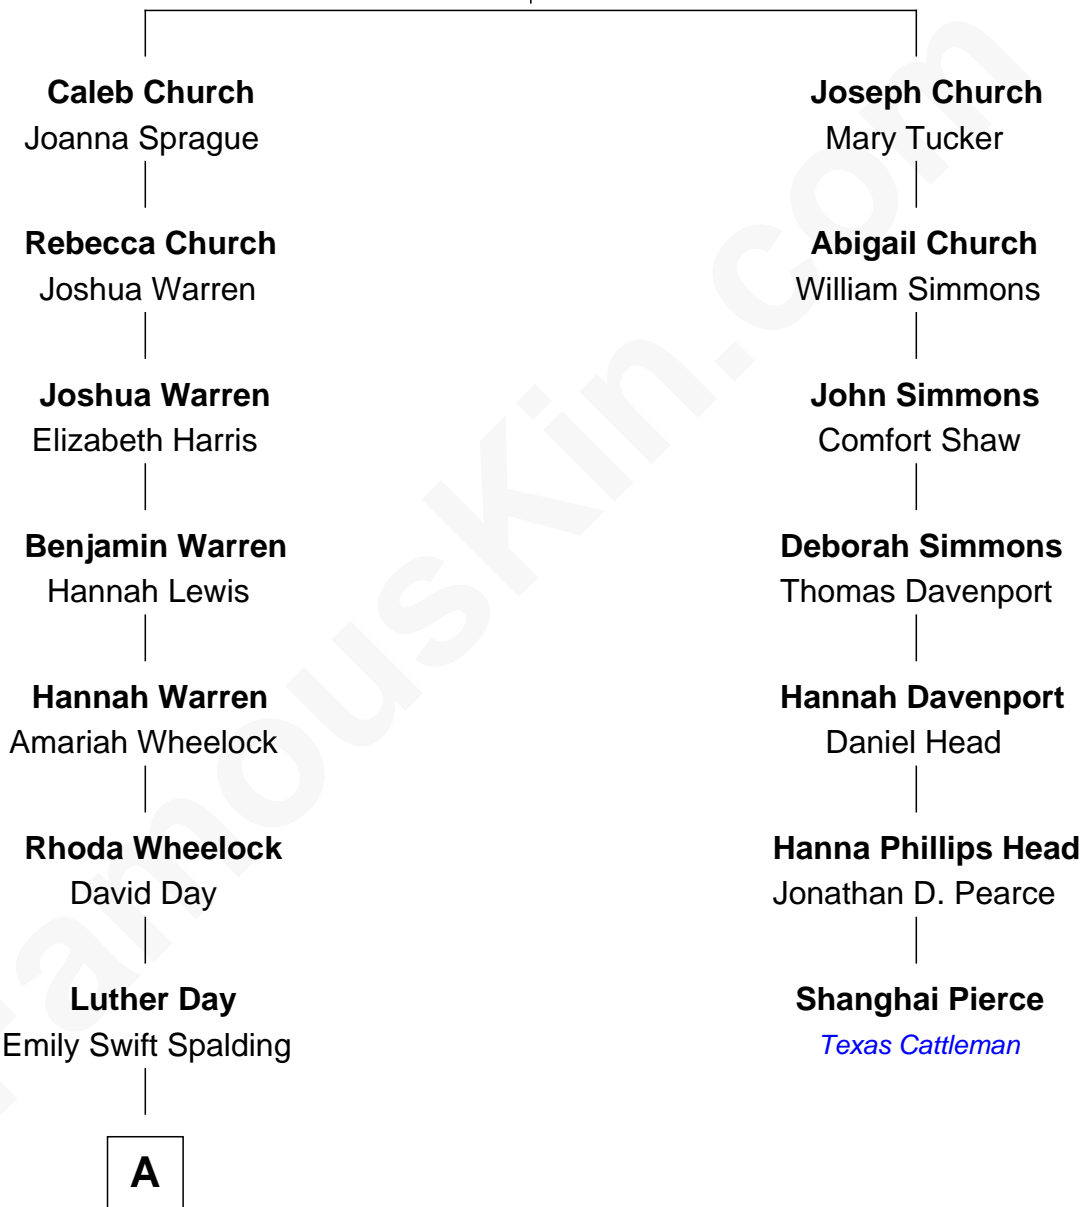 Caleb Church
Joanna Sprague
Rebecca Church
Joshua Warren
Joshua Warren
Elizabeth Harris
Benjamin Warren
Hannah Lewis
Hannah Warren
Amariah Wheelock
Rhoda Wheelock
David Day
Luther Day
Emily Swift Spalding
A
Joseph Church
Mary Tucker
Abigail Church
William Simmons
John Simmons
Comfort Shaw
Deborah Simmons
Thomas Davenport
Hannah Davenport
Daniel Head
Hanna Phillips Head
Jonathan D. Pearce
Shanghai Pierce
Texas Cattleman
FamousKin.com